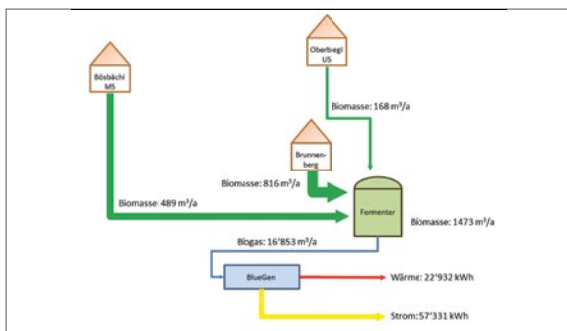 Oberbiegl
US
Bösbächi
MS
Biomasse: 168 m³/a
Brunnen-
berg
Biomasse: 816 m³/a
Biomasse: 489 m³/a
Fermenter
Biomasse: 1473 m³/a
Biogas: 16'853 m³/a
BlueGen
Wärme: 22'932 kWh
Strom: 57'331 kWh